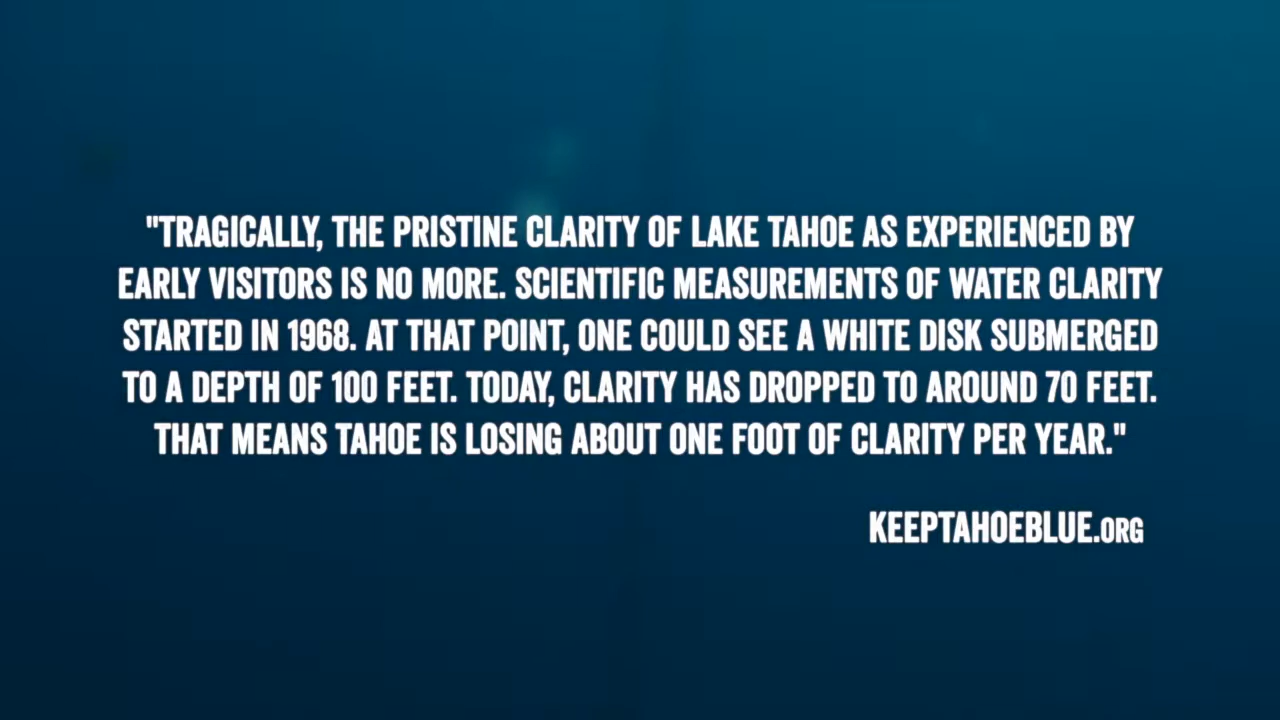 "TRAGICALLY, THE PRISTINE CLARITY OF LAKE TAHOE AS EXPERIENCED BY
EARLY VISITORS IS NO MORE. SCIENTIFIC MEASUREMENTS OF WATER CLARITY
STARTED IN 1968. AT THAT POINT, ONE COULD SEE A WHITE DISK SUBMERGED
TO A DEPTH OF 100 FEET. TODAY, CLARITY HAS DROPPED TO AROUND 70 FEET.
THAT MEANS TAHOE IS LOSING ABOUT ONE FOOT OF CLARITY PER YEAR."
KEEPTAHOEBLUE.ORG